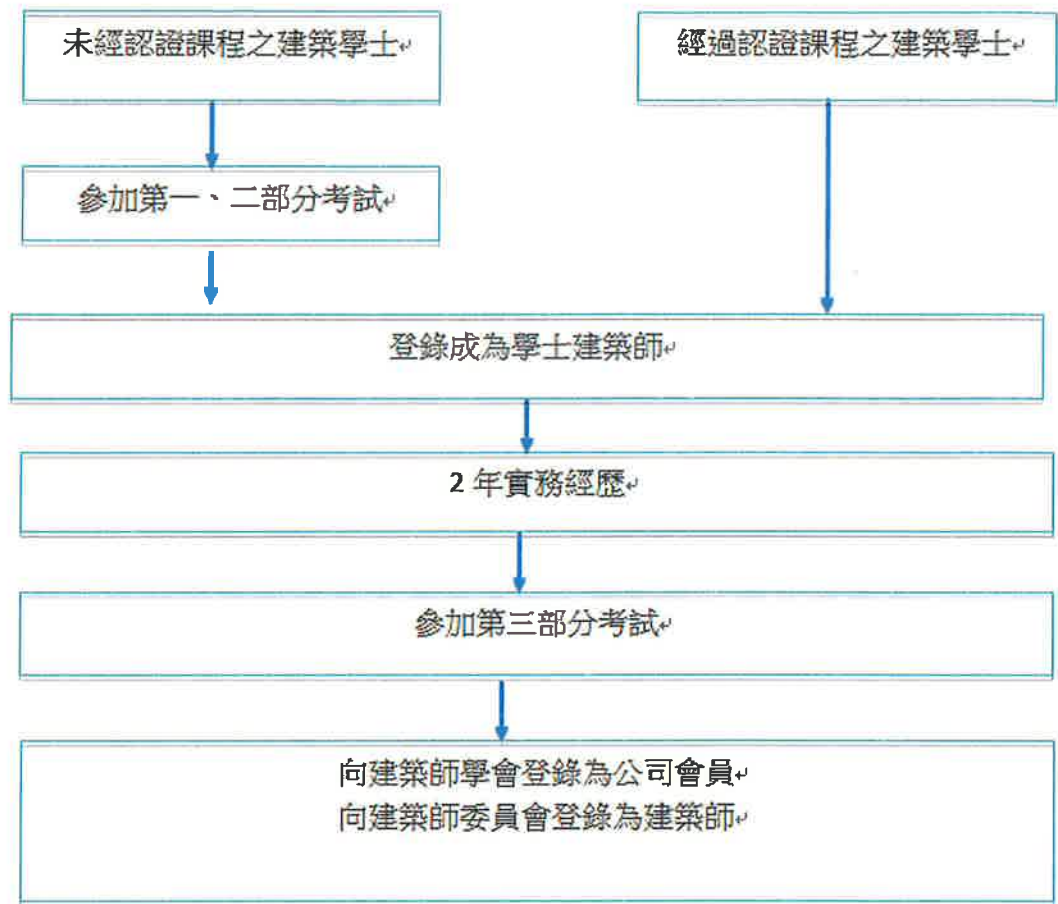 未經認證課程之建築學士
經過認證課程之建築學士
參加第一、二部分考試
登錄成為學士建築師
2 年實務經歷
參加第三部分考試
向建築師學會登錄為公司會員
向建築師委員會登錄為建築師